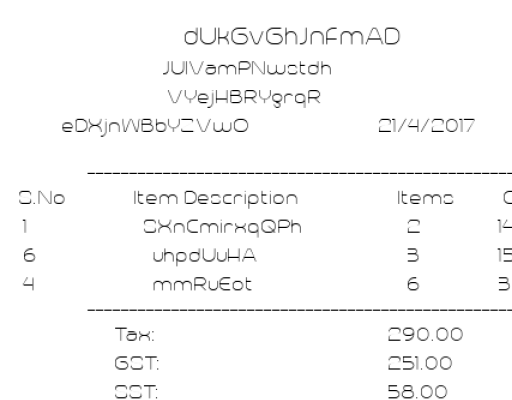 dUkGvGhJnFmAD
JUIVamPNwstdh
VYejHBRYgrqR
eDXjnWBbYZVwO 21/4/2017
S.No Item Description Items
1 SXnCmirxqQPh 2 14
6 uhpdUuHA 3 15
4 mmRuEot 6 3
Tax: 290.00
GST: 251.00
SST: 58.00